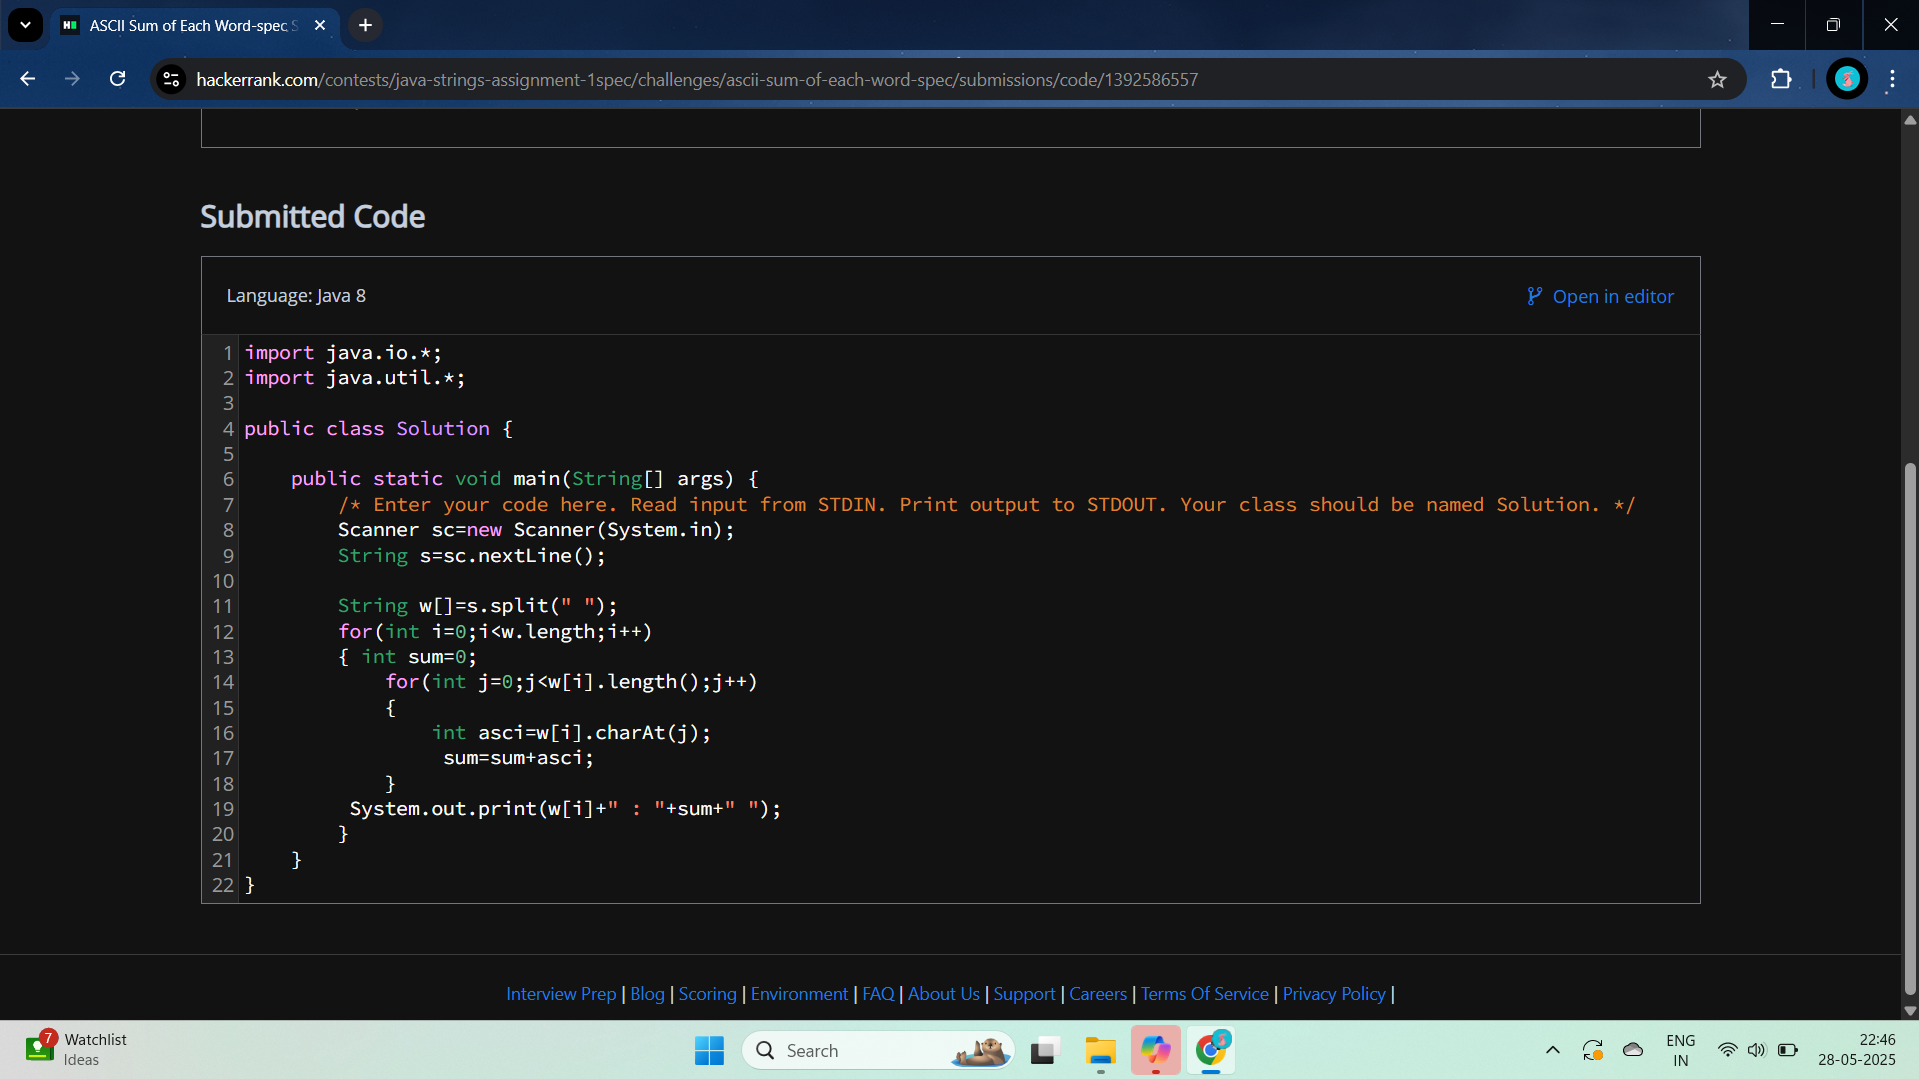 ASCII Sum of Each Word-spec S
hackerrank.com/contests/java-strings-assignment-1spec/challenges/ascii-sum-of-each-word-spec/submissions/code/1392586557
Submitted Code
Language: Java 8
Open in editor
1 import java.io.*;
2 import java.util.*;
3
4 public class Solution {
5
6     public static void main(String[] args) {
7         /* Enter your code here. Read input from STDIN. Print output to STDOUT. Your class should be named Solution. */
8         Scanner sc=new Scanner(System.in);
9         String s=sc.nextLine();
10
11         String w[]=s.split(" ");
12         for(int i=0;i<w.length;i++)
13         { int sum=0;
14             for(int j=0;j<w[i].length();j++)
15             {
16                 int asci=w[i].charAt(j);
17                  sum=sum+asci;
18             }
19          System.out.print(w[i]+" : "+sum+" ");
20         }
21     }
22 }
Interview Prep | Blog | Scoring | Environment | FAQ | About Us | Support | Careers | Terms Of Service | Privacy Policy |
7
Watchlist
Ideas
Search
ENG
IN
22:46
28-05-2025